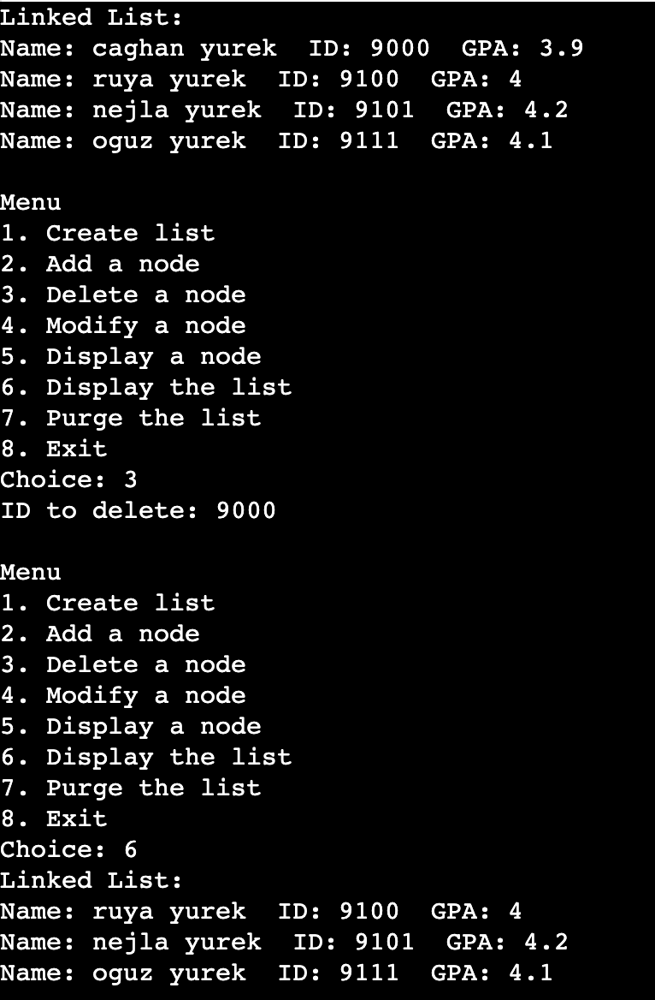 Linked List:
Name: caghan yurek  ID: 9000  GPA: 3.9
Name: ruya yurek  ID: 9100  GPA: 4
Name: nejla yurek  ID: 9101  GPA: 4.2
Name: oguz yurek  ID: 9111  GPA: 4.1

Menu
1. Create list
2. Add a node
3. Delete a node
4. Modify a node
5. Display a node
6. Display the list
7. Purge the list
8. Exit
Choice: 3
ID to delete: 9000

Menu
1. Create list
2. Add a node
3. Delete a node
4. Modify a node
5. Display a node
6. Display the list
7. Purge the list
8. Exit
Choice: 6
Linked List:
Name: ruya yurek  ID: 9100  GPA: 4
Name: nejla yurek  ID: 9101  GPA: 4.2
Name: oguz yurek  ID: 9111  GPA: 4.1